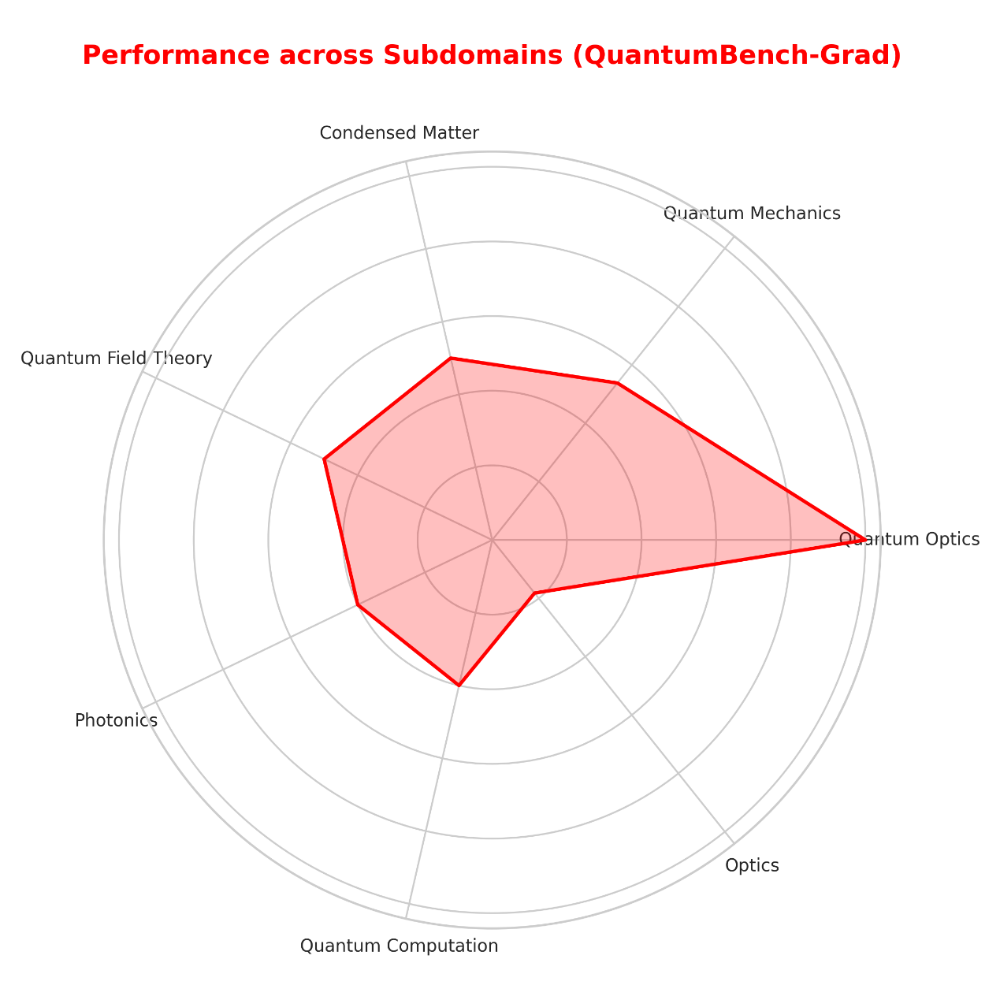 Performance across Subdomains (QuantumBench-Grad)
Condensed Matter
Quantum Mechanics
Quantum Field Theory
Quantum Optics
Photonics
Optics
Quantum Computation